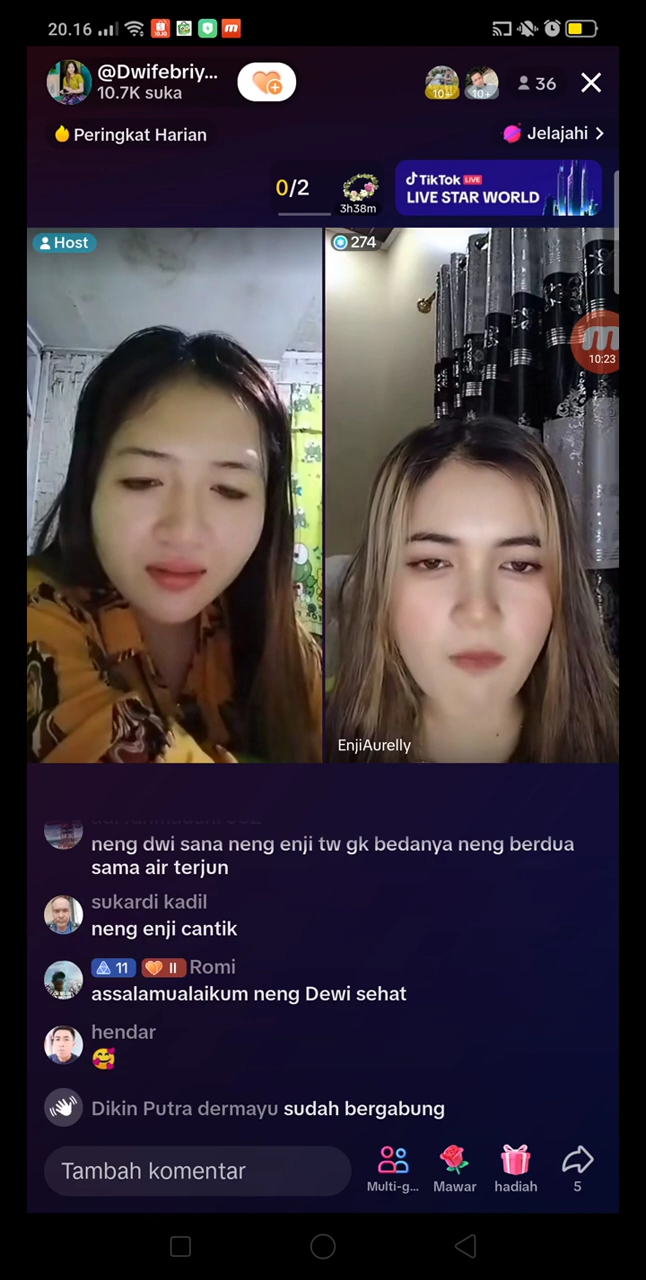 20.16
@Dwifebriy...
10.7K suka
10+
10+
36
Peringkat Harian
Jelajahi >
0/2
3h38m
TikTok LIVE
LIVE STAR WORLD
Host
274
10:23
EnjiAurelly
neng dwi sana neng enji tw gk bedanya neng berdua
sama air terjun
sukardi kadil
neng enji cantik
11 II Romi
assalamualaikum neng Dewi sehat
hendar
Dikin Putra dermayu sudah bergabung
Tambah komentar
Multi-g...
Mawar
hadiah
5